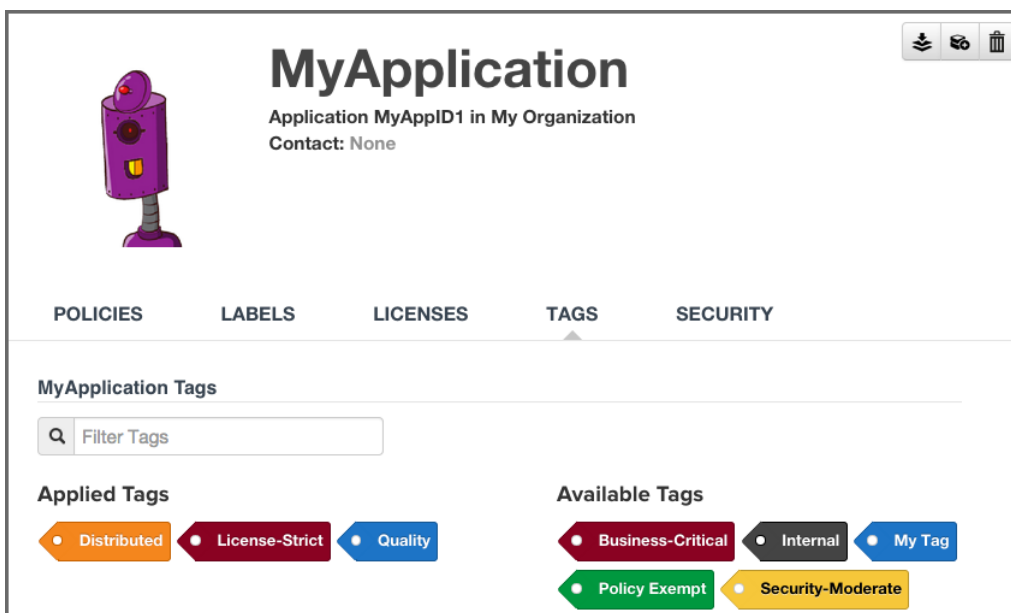 MyApplication
Application MyAppID1 in My Organization
Contact: None
POLICIES LABELS LICENSES TAGS SECURITY
MyApplication Tags
Filter Tags
Applied Tags
Distributed License-Strict Quality
Available Tags
Business-Critical Internal My Tag
Policy Exempt Security-Moderate